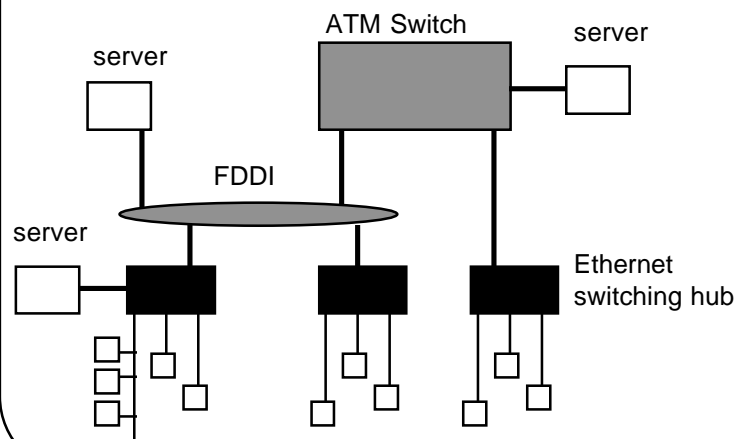 ATM Switch
server
server
FDDI
server
Ethernet
switching hub